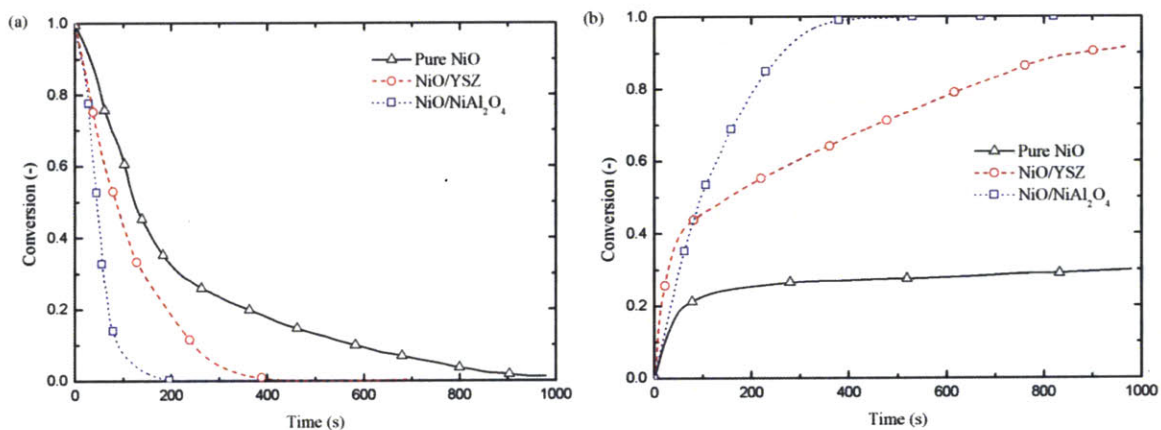 (a)
1.0
0.8
0.6
0.4
0.2
0.0
Conversion (-)
Pure NiO
NiO/YSZ
NiO/NiAl₂O₄
0 200 400 600 800 1000
Time (s)
(b)
1.0
0.8
0.6
0.4
0.2
0.0
Conversion (-)
Pure NiO
NiO/YSZ
NiO/NiAl₂O₄
0 200 400 600 800 1000
Time (s)